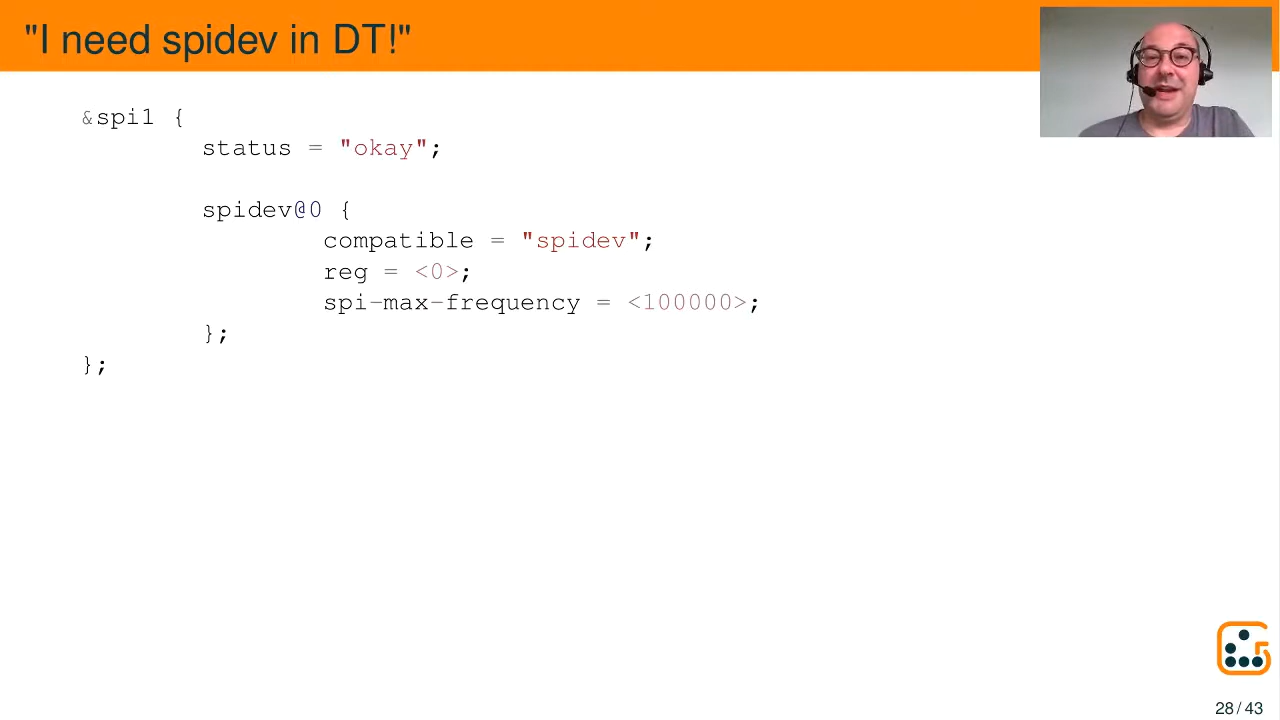 "I need spidev in DT!"
&spi1 {
status = "okay";
spidev@0 {
compatible = "spidev";
reg = <0>;
spi-max-frequency = <100000>;
};
};
28 / 43